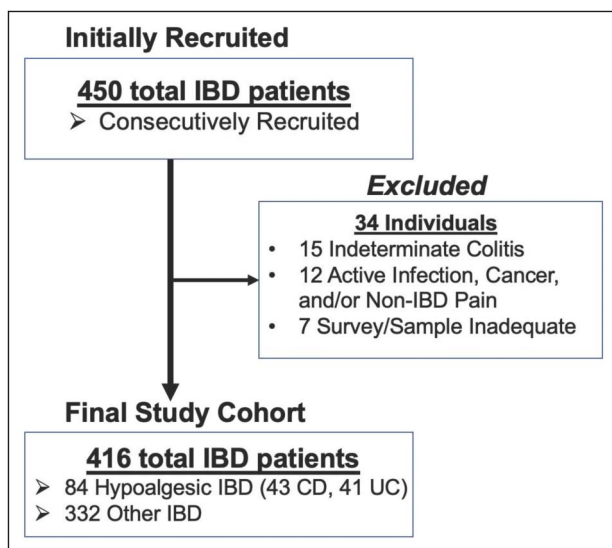 Initially Recruited
450 total IBD patients
➢ Consecutively Recruited
Excluded
34 Individuals
• 15 Indeterminate Colitis
• 12 Active Infection, Cancer,
and/or Non-IBD Pain
• 7 Survey/Sample Inadequate
Final Study Cohort
416 total IBD patients
➢ 84 Hypoalgesic IBD (43 CD, 41 UC)
➢ 332 Other IBD